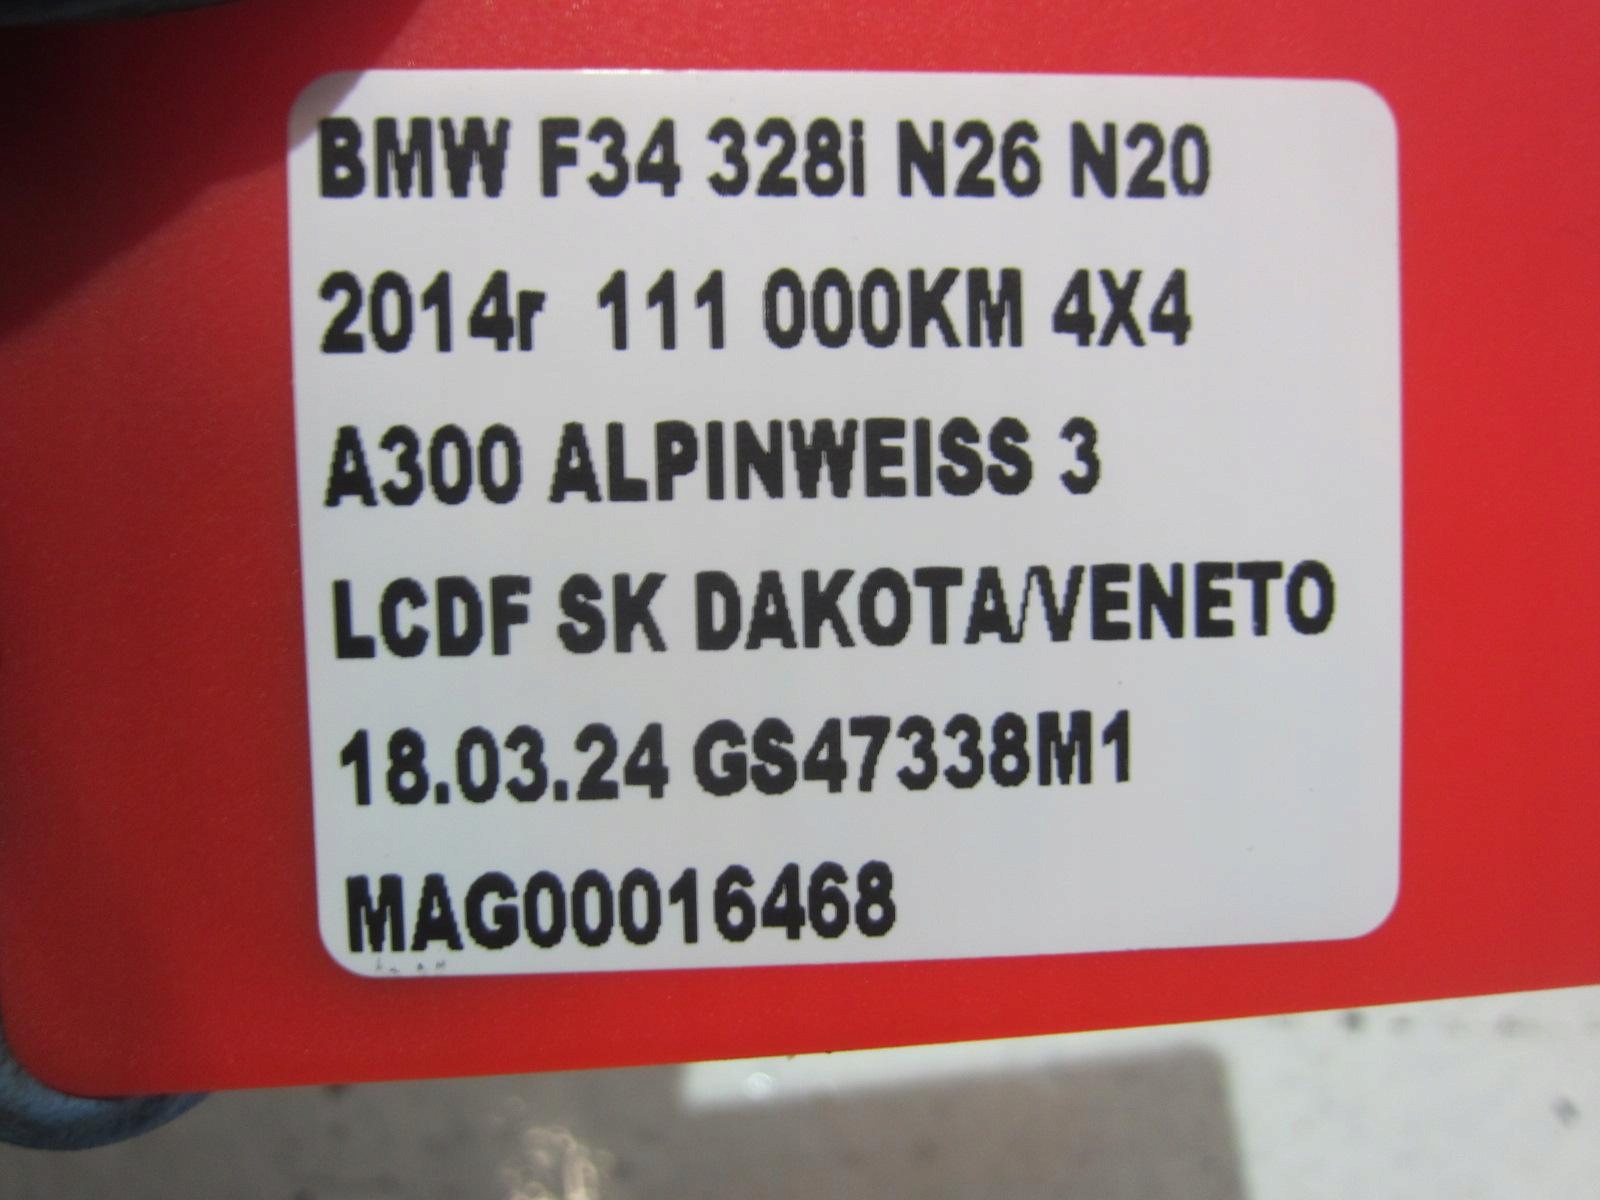 BMW F34 328i N26 N20
2014r 111 000KM 4X4
A300 ALPINWEISS 3
LCDF SK DAKOTA/VENETO
18.03.24 GS47338M1
MAG00016468